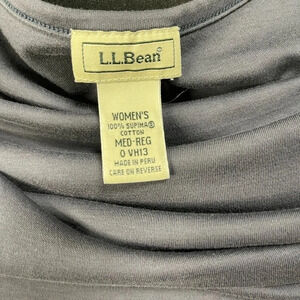 L.L.Bean®
WOMEN'S
100% SUPIMA®
COTTON
MED-REG
0 VH13
MADE IN PERU
CARE ON REVERSE